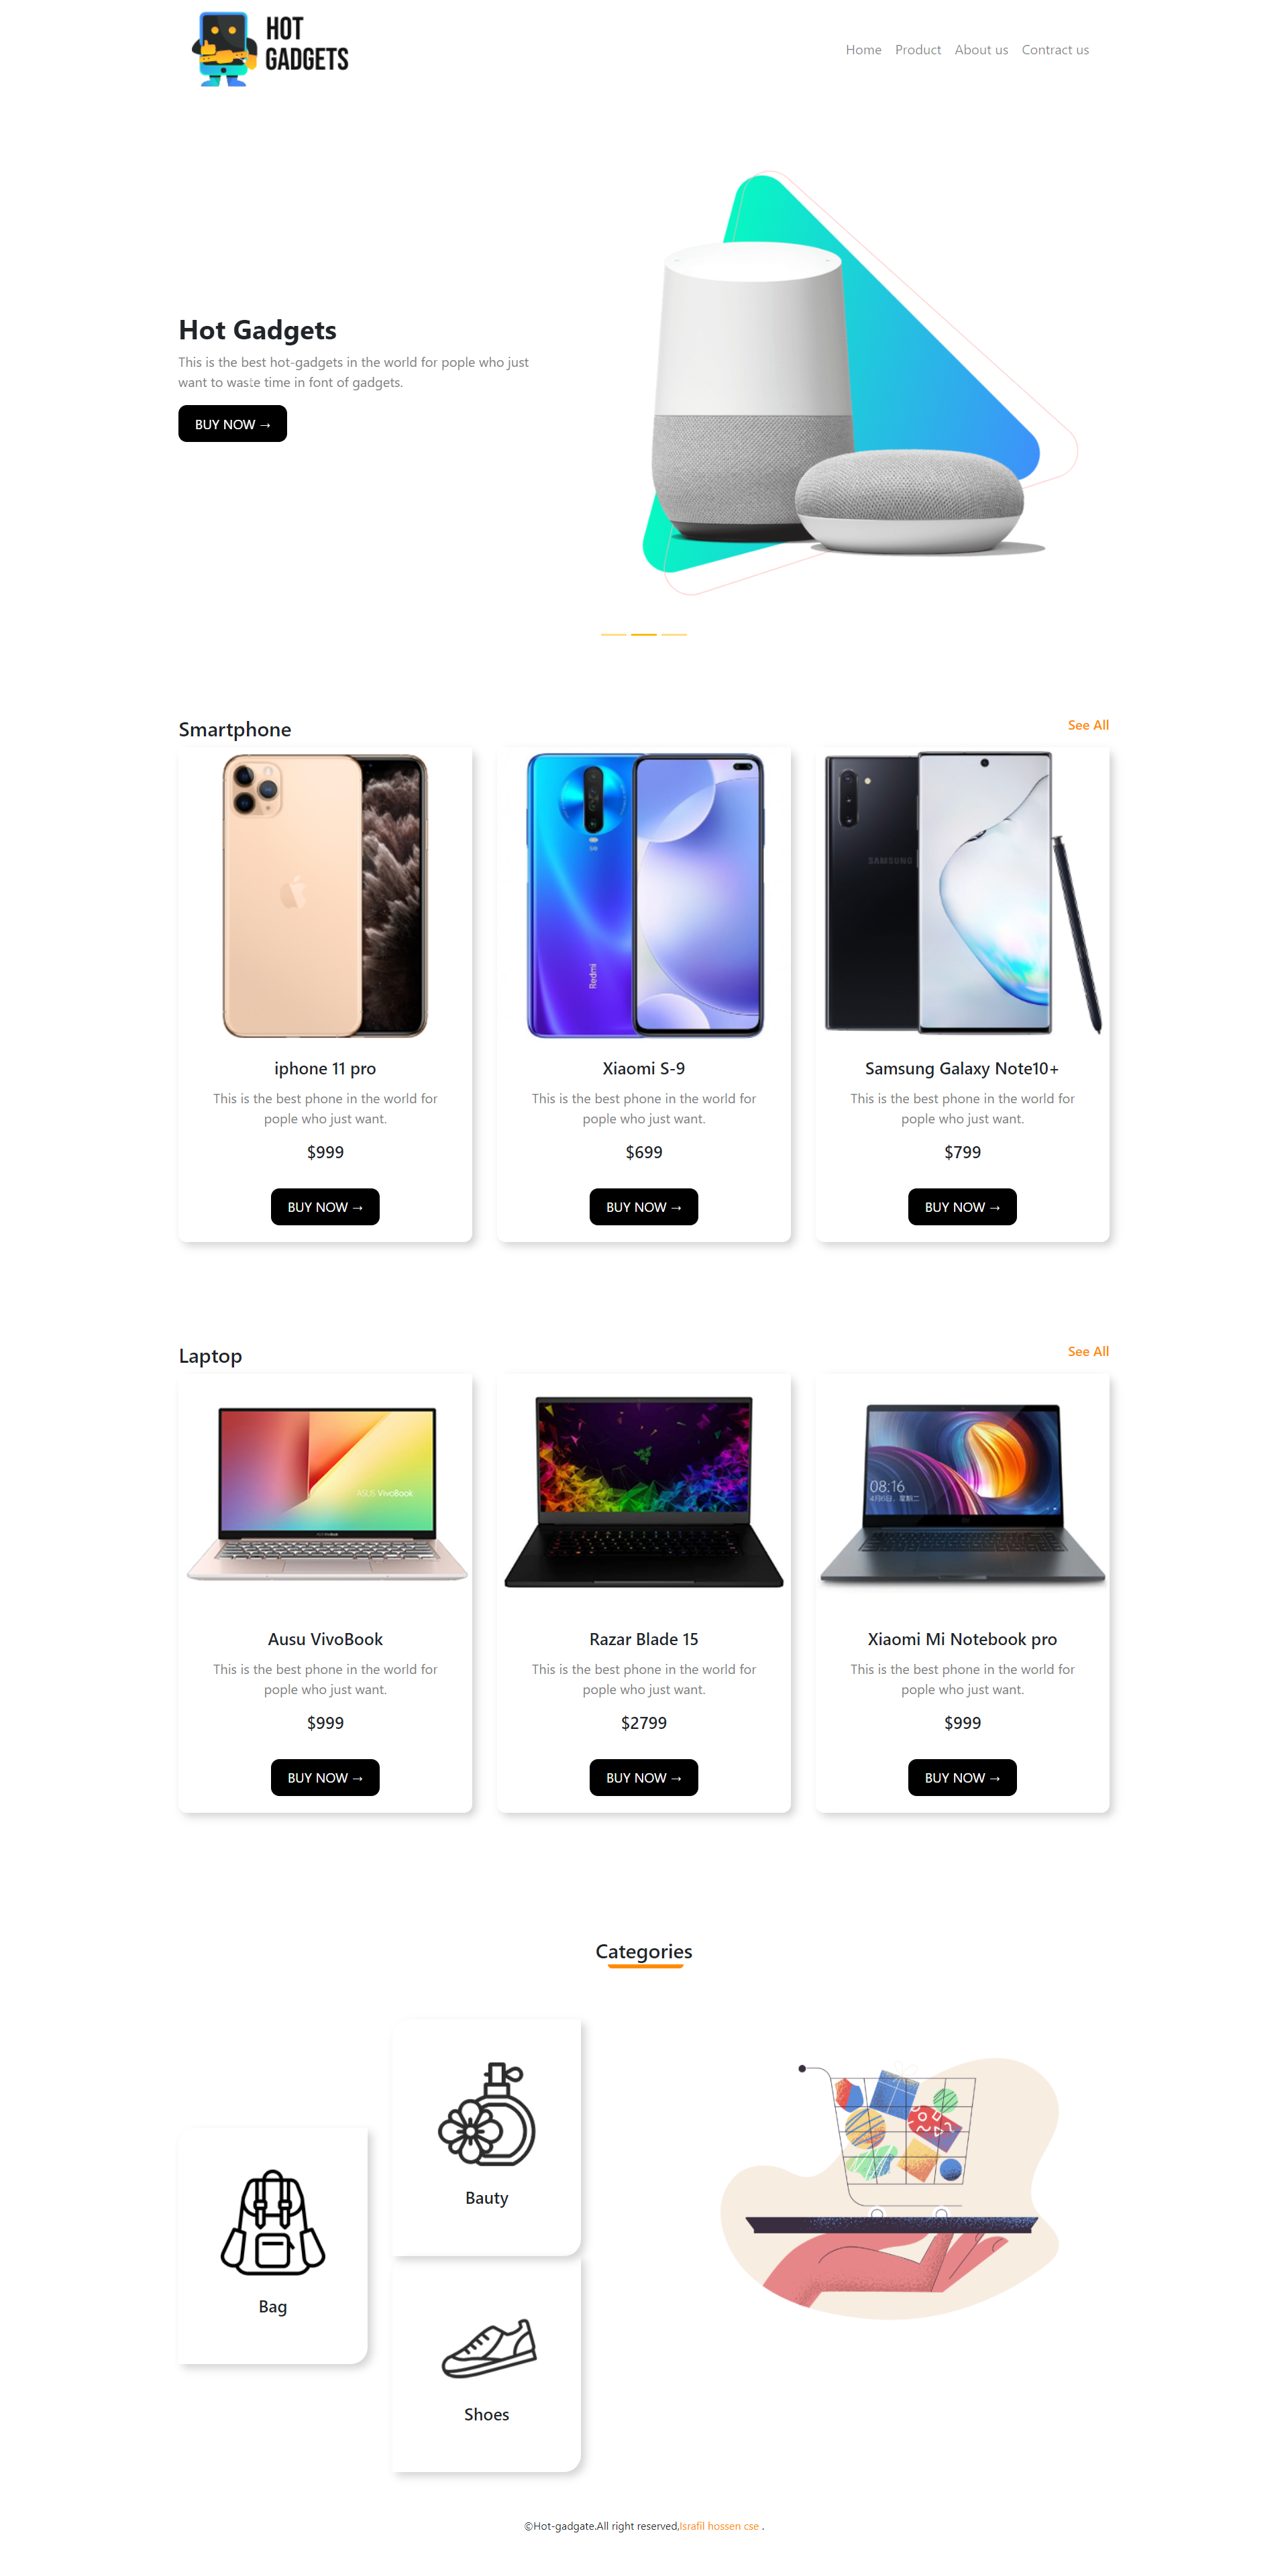 HOT
GADGETS
Home Product About us Contract us
Hot Gadgets
This is the best hot-gadgets in the world for pople who just
want to waste time in font of gadgets.
BUY NOW →
Smartphone
See All
SAMSUNG
Redmi
iphone 11 pro
This is the best phone in the world for
pople who just want.
$999
BUY NOW →
Xiaomi S-9
This is the best phone in the world for
pople who just want.
$699
BUY NOW →
Samsung Galaxy Note10+
This is the best phone in the world for
pople who just want.
$799
BUY NOW →
Laptop
See All
ASUS VivoBook
08:16
Ausu VivoBook
This is the best phone in the world for
pople who just want.
$999
BUY NOW →
Razar Blade 15
This is the best phone in the world for
pople who just want.
$2799
BUY NOW →
Xiaomi Mi Notebook pro
This is the best phone in the world for
pople who just want.
$999
BUY NOW →
Categories
Bag
Bauty
Shoes
©Hot-gadgate.All right reserved,Israfil hossen cse .